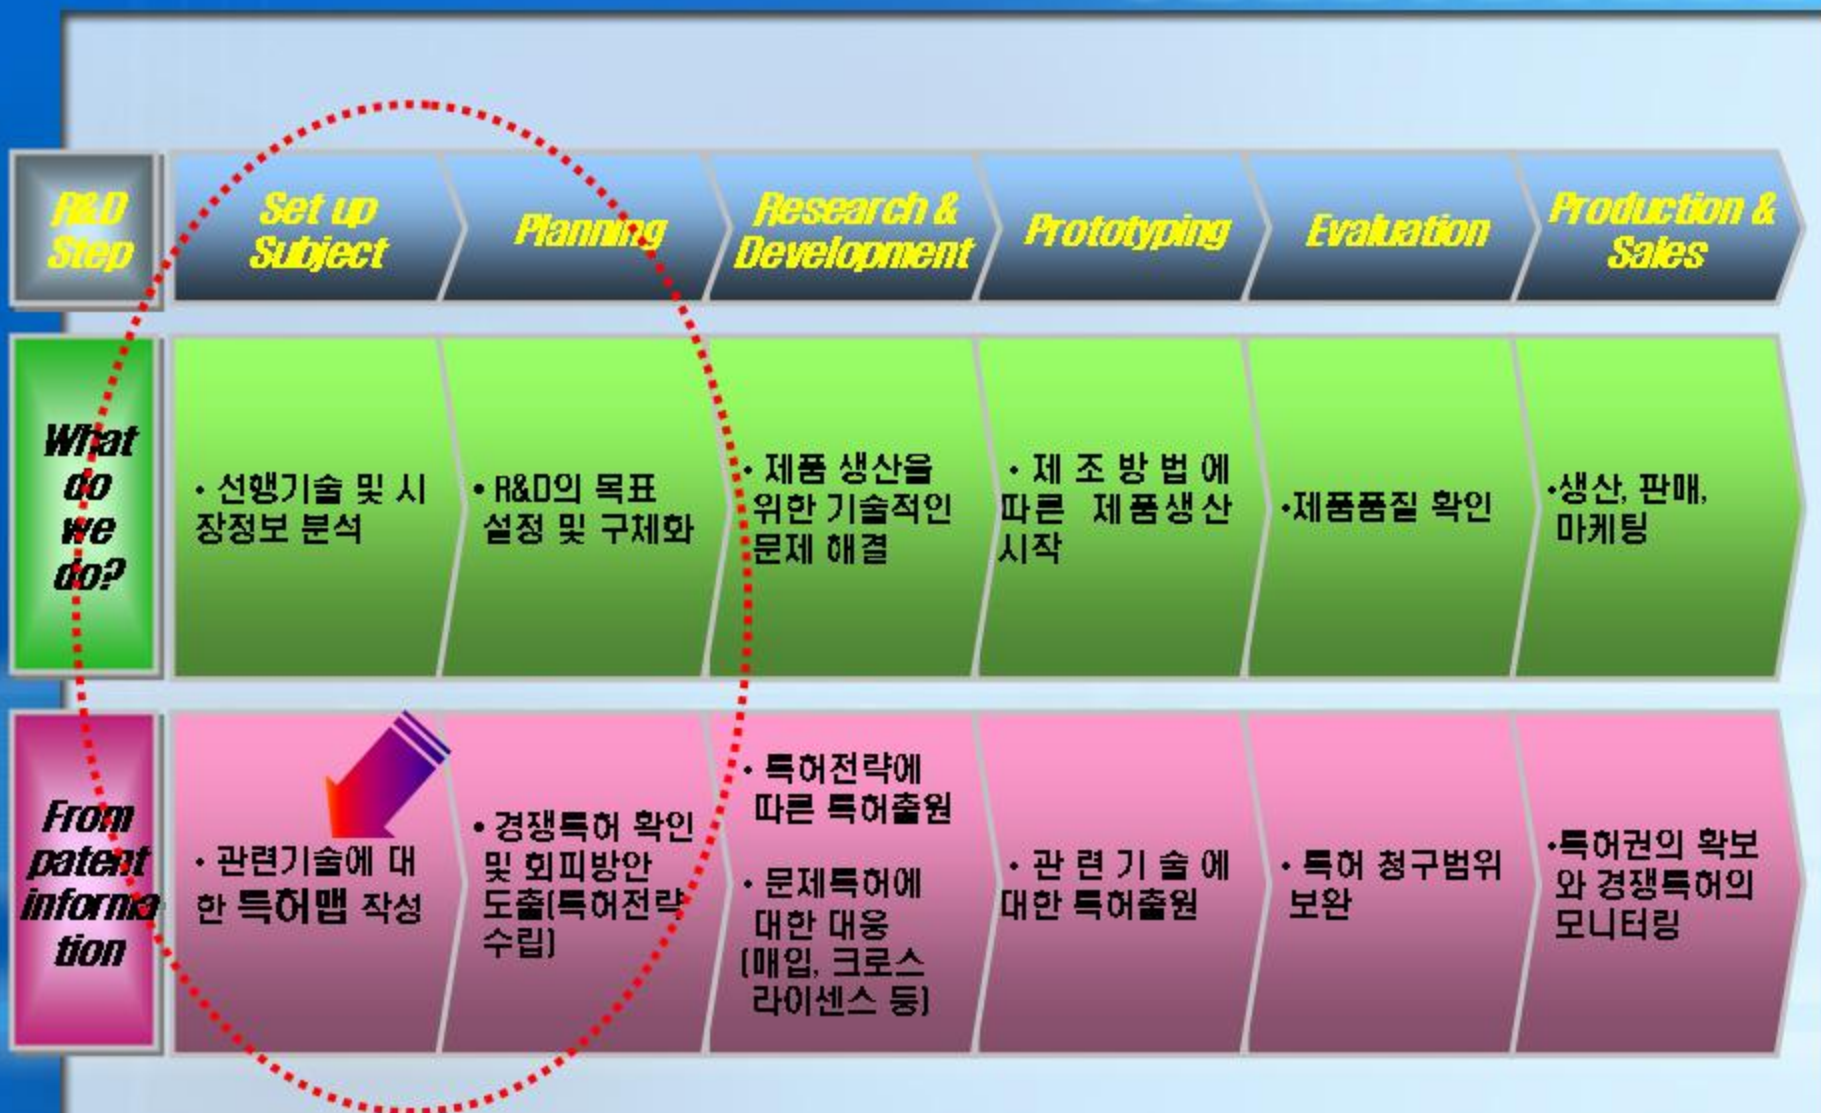 R&D
Step
Set up
Subject
Planning
Research &
Development
Prototyping
Evaluation
Production &
Sales
What
do
we
do?
• 선행기술 및 시
장정보 분석
• R&D의 목표
설정 및 구체화
• 제품 생산을
위한 기술적인
문제 해결
• 제 조 방 법 에
따른 제품생산
시작
•제품품질 확인
•생산, 판매,
마케팅
From
patent
informa
tion
• 관련기술에 대
한 특허맵 작성
• 경쟁특허 확인
및 회피방안
도출(특허전략
수립)
• 특허전략에
따른 특허출원
• 문제특허에
대한 대응
(매입, 크로스
라이센스 등)
• 관 련 기 술 에
대한 특허출원
• 특허 청구범위
보완
•특허권의 확보
와 경쟁특허의
모니터링